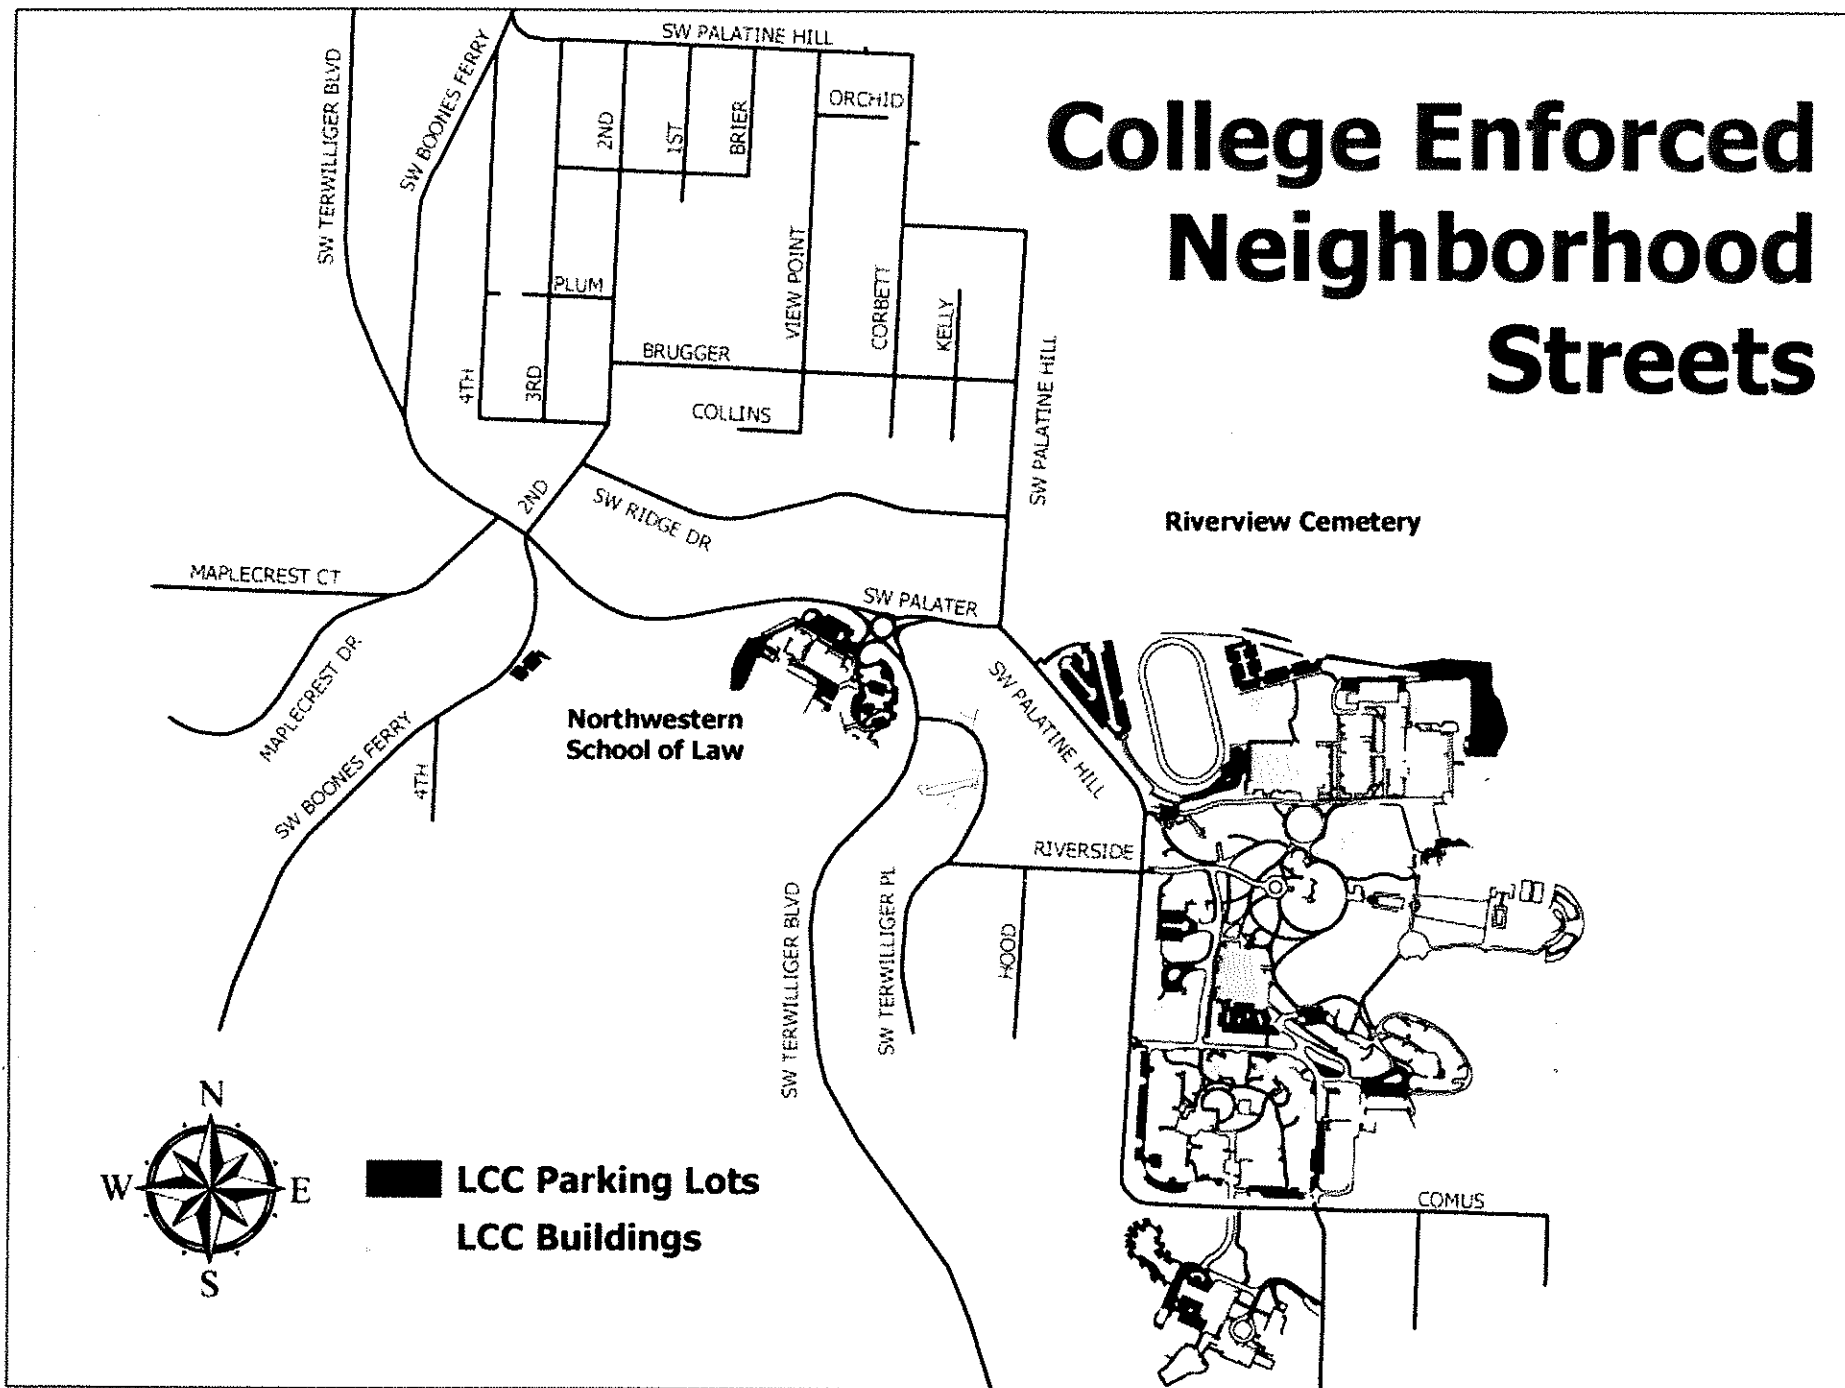 College Enforced
Neighborhood
Streets
SW PALATINE HILL
SW TERWILLIGER BLVD
SW BOONES FERRY
2ND
1ST
BRIER
ORCHID
PLUM
VIEW POINT
CORBETT
KELLY
4TH
3RD
BRUGGER
COLLINS
SW PALATINE HILL
2ND
SW RIDGE DR
Riverview Cemetery
MAPLECREST CT
SW PALATER
MAPLECREST DR
SW BOONES FERRY
4TH
Northwestern
School of Law
SW PALATINE HILL
RIVERSIDE
SW TERWILLIGER BLVD
SW TERWILLIGER PL
HOOD
COMUS
N
W
E
S
LCC Parking Lots
LCC Buildings